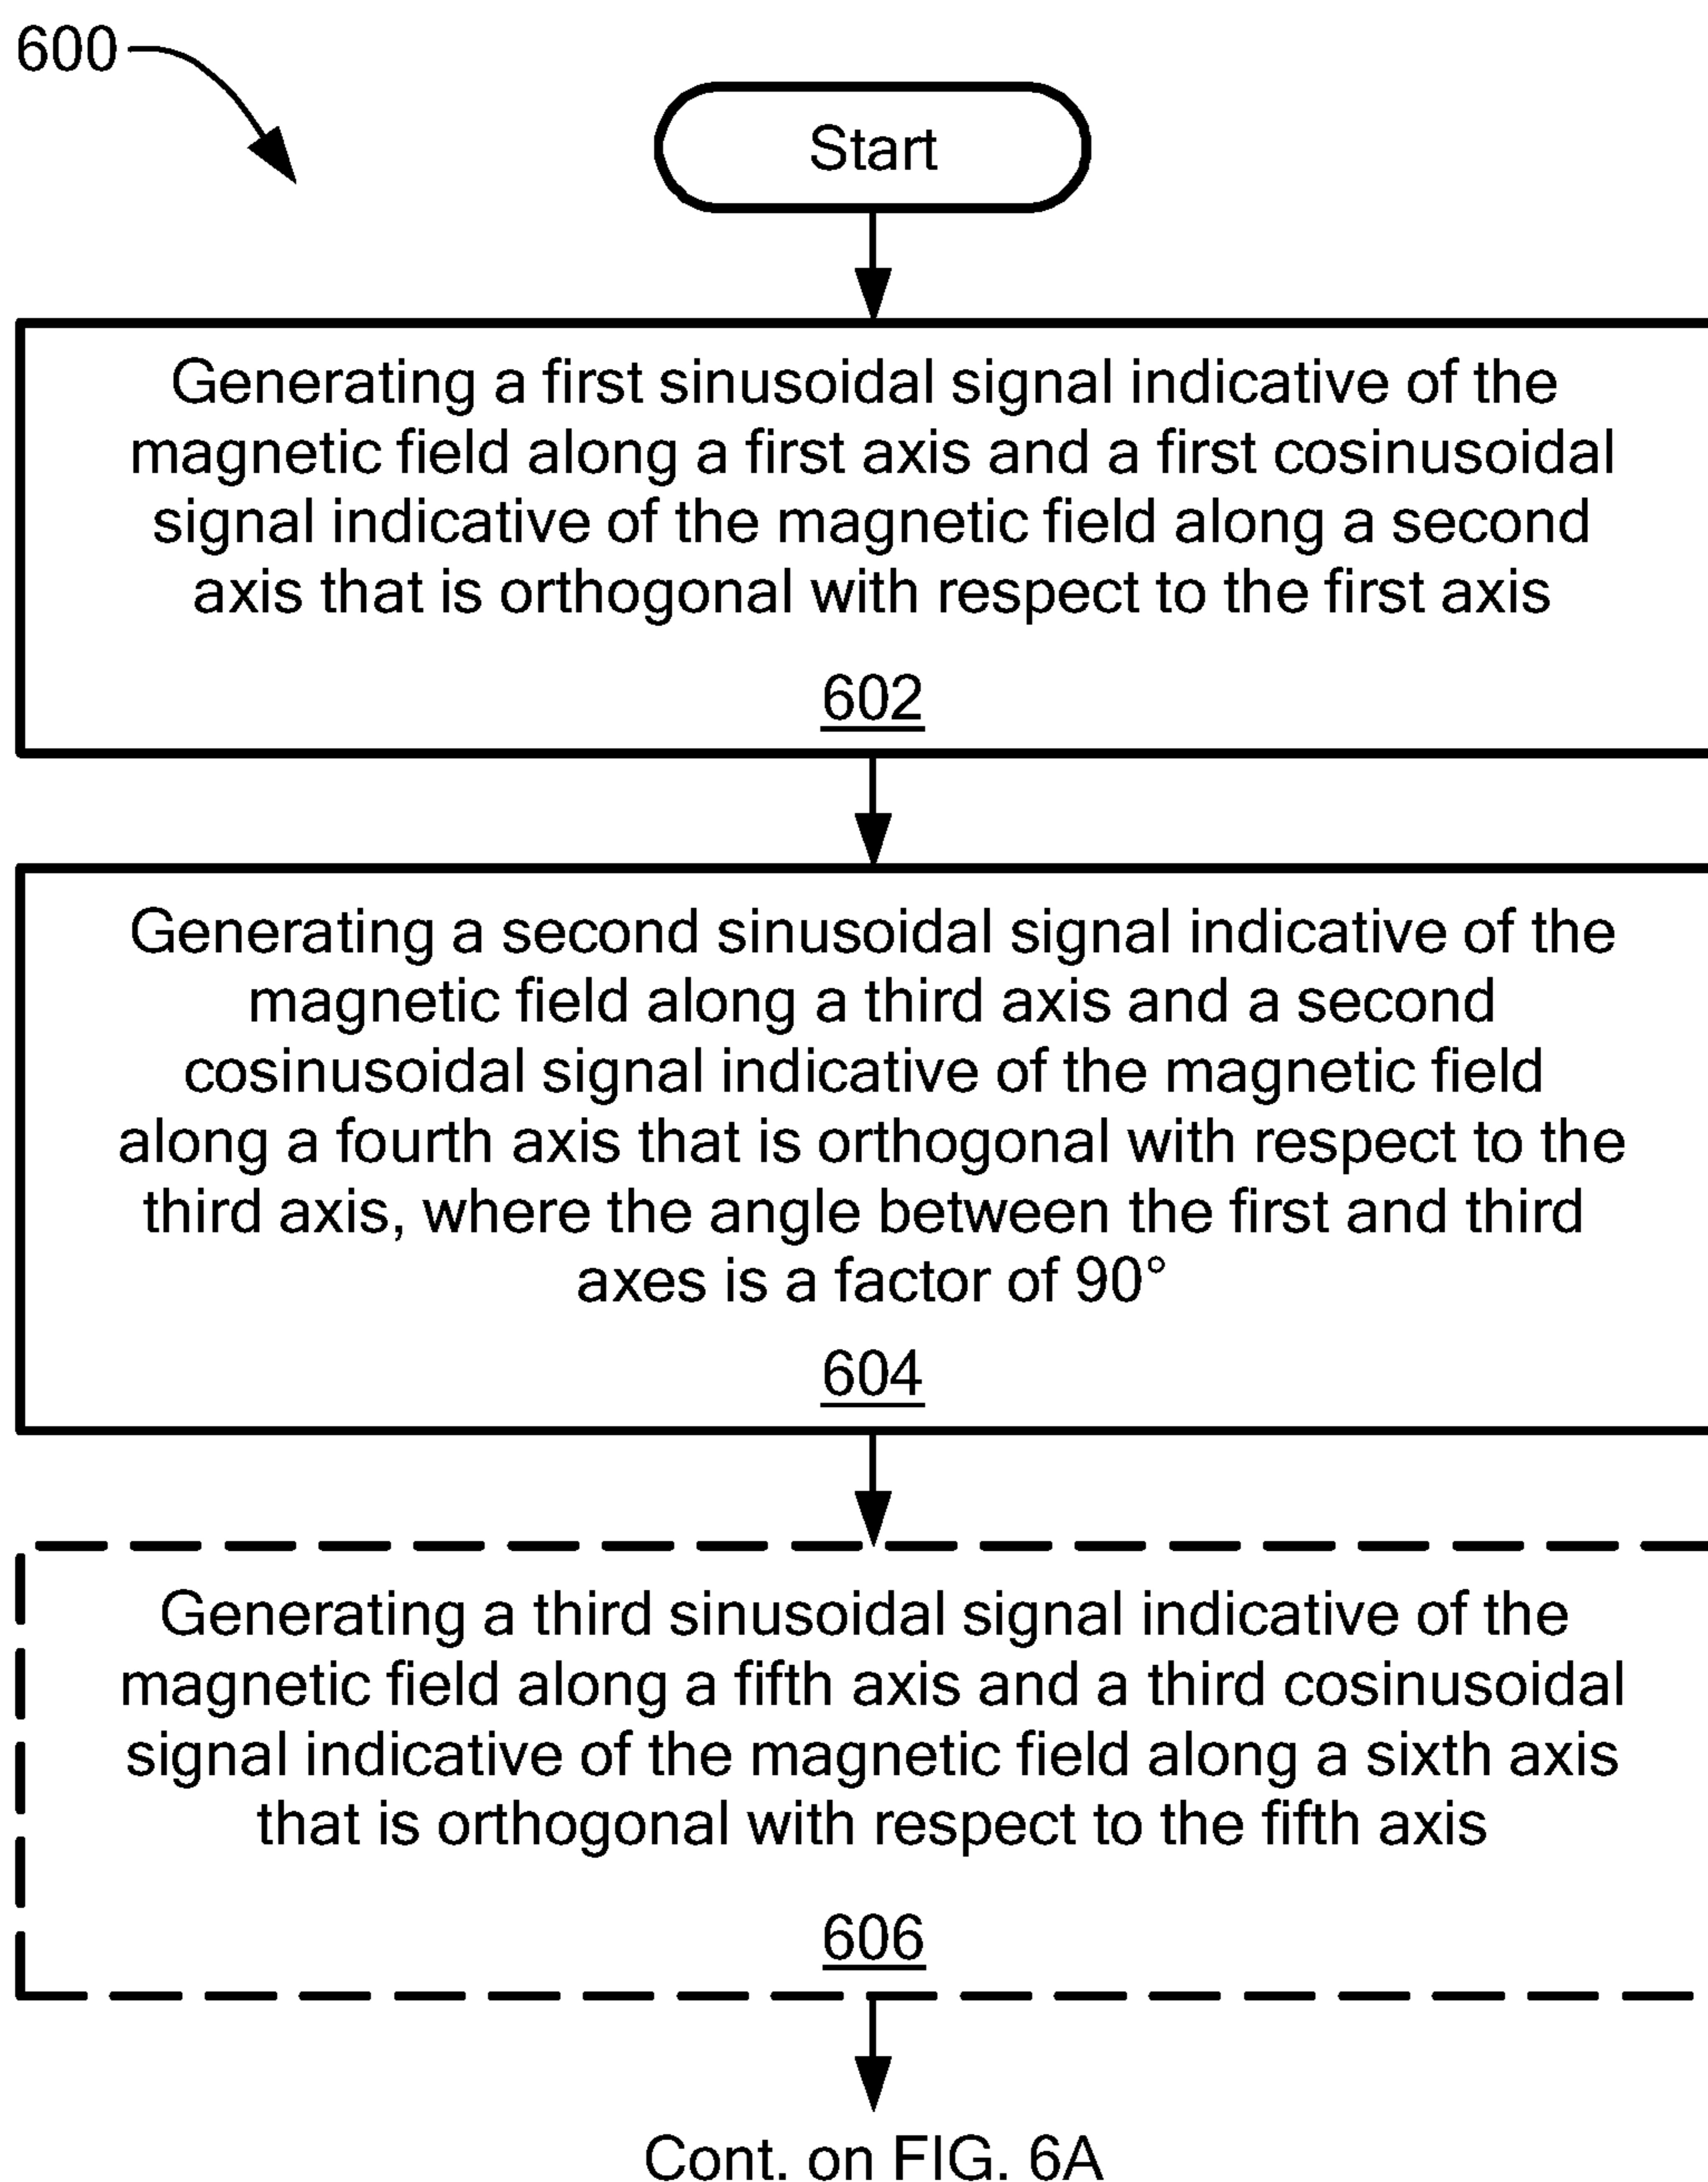 600
Start
Generating a first sinusoidal signal indicative of the
magnetic field along a first axis and a first cosinusoidal
signal indicative of the magnetic field along a second
axis that is orthogonal with respect to the first axis
602
Generating a second sinusoidal signal indicative of the
magnetic field along a third axis and a second
cosinusoidal signal indicative of the magnetic field
along a fourth axis that is orthogonal with respect to the
third axis, where the angle between the first and third
axes is a factor of 90°
604
Generating a third sinusoidal signal indicative of the
magnetic field along a fifth axis and a third cosinusoidal
signal indicative of the magnetic field along a sixth axis
that is orthogonal with respect to the fifth axis
606
Cont. on FIG. 6A